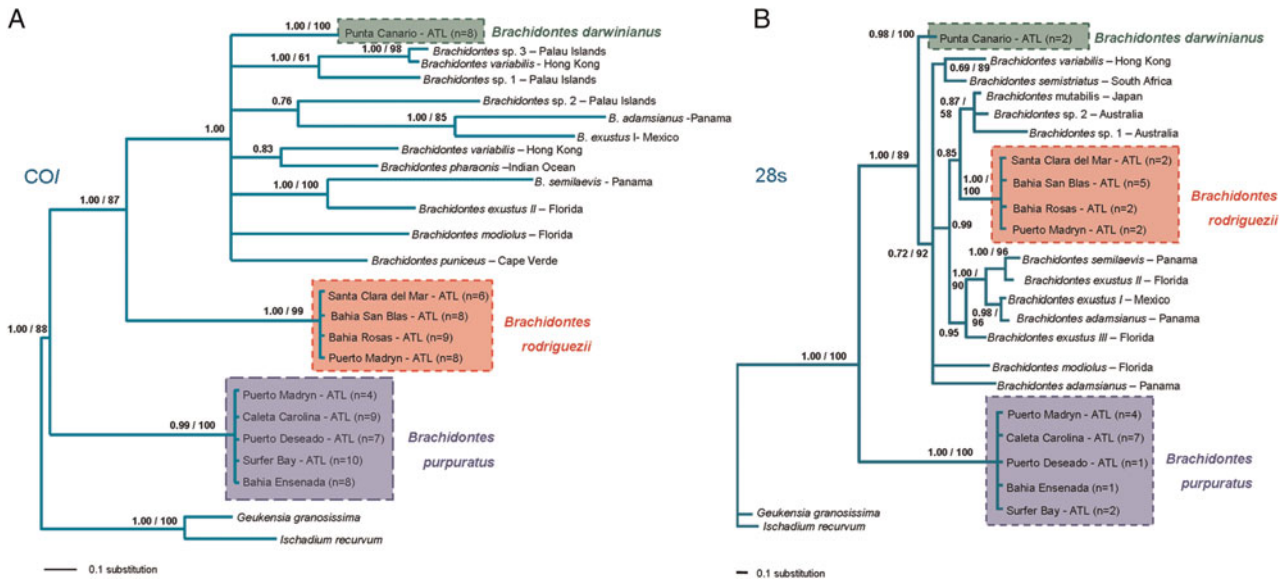 A
COI
1.00 / 100
Punta Canario - ATL (n=8)
Brachidontes darwinianus
1.00 / 98
Brachidontes sp. 3 – Palau Islands
Brachidontes variabilis - Hong Kong
1.00 / 61
Brachidontes sp. 1 – Palau Islands
0.76
Brachidontes sp. 2 – Palau Islands
1.00 / 85
B. adamsianus -Panama
B. exustus I- Mexico
1.00
0.83
Brachidontes variabilis – Hong Kong
Brachidontes pharaonis –Indian Ocean
1.00 / 100
B. semilaevis - Panama
Brachidontes exustus II – Florida
Brachidontes modiolus – Florida
Brachidontes puniceus – Cape Verde
1.00 / 87
1.00 / 99
Santa Clara del Mar - ATL (n=6)
Bahia San Blas – ATL (n=8)
Bahia Rosas – ATL (n=9)
Puerto Madryn – ATL (n=8)
Brachidontes
rodriguezii
1.00 / 88
0.99 / 100
Puerto Madryn - ATL (n=4)
Caleta Carolina - ATL (n=9)
Puerto Deseado - ATL (n=7)
Surfer Bay - ATL (n=10)
Bahia Ensenada (n=8)
Brachidontes
purpuratus
1.00 / 100
Geukensia granosissima
Ischadium recurvum
0.1 substitution
B
28s
0.98 / 100
Punta Canario – ATL (n=2)
Brachidontes darwinianus
0.69 / 89
Brachidontes variabilis – Hong Kong
Brachidontes semistriatus – South Africa
0.87 /
58
Brachidontes mutabilis – Japan
Brachidontes sp. 2 – Australia
Brachidontes sp. 1 – Australia
1.00 / 89
0.85
1.00 /
100
Santa Clara del Mar – ATL (n=2)
Bahia San Blas – ATL (n=5)
Bahia Rosas – ATL (n=2)
Puerto Madryn – ATL (n=2)
Brachidontes
rodriguezii
0.99
0.72 / 92
1.00 /
90
1.00 / 96
Brachidontes semilaevis – Panama
Brachidontes exustus II – Florida
0.98 /
96
Brachidontes exustus I – Mexico
Brachidontes adamsianus – Panama
0.95
Brachidontes exustus III – Florida
Brachidontes modiolus – Florida
Brachidontes adamsianus – Panama
1.00 / 100
1.00 / 100
Puerto Madryn – ATL (n=4)
Caleta Carolina – ATL (n=7)
Puerto Deseado – ATL (n=1)
Bahia Ensenada – ATL (n=1)
Surfer Bay – ATL (n=2)
Brachidontes
purpuratus
Geukensia granosissima
Ischadium recurvum
0.1 substitution